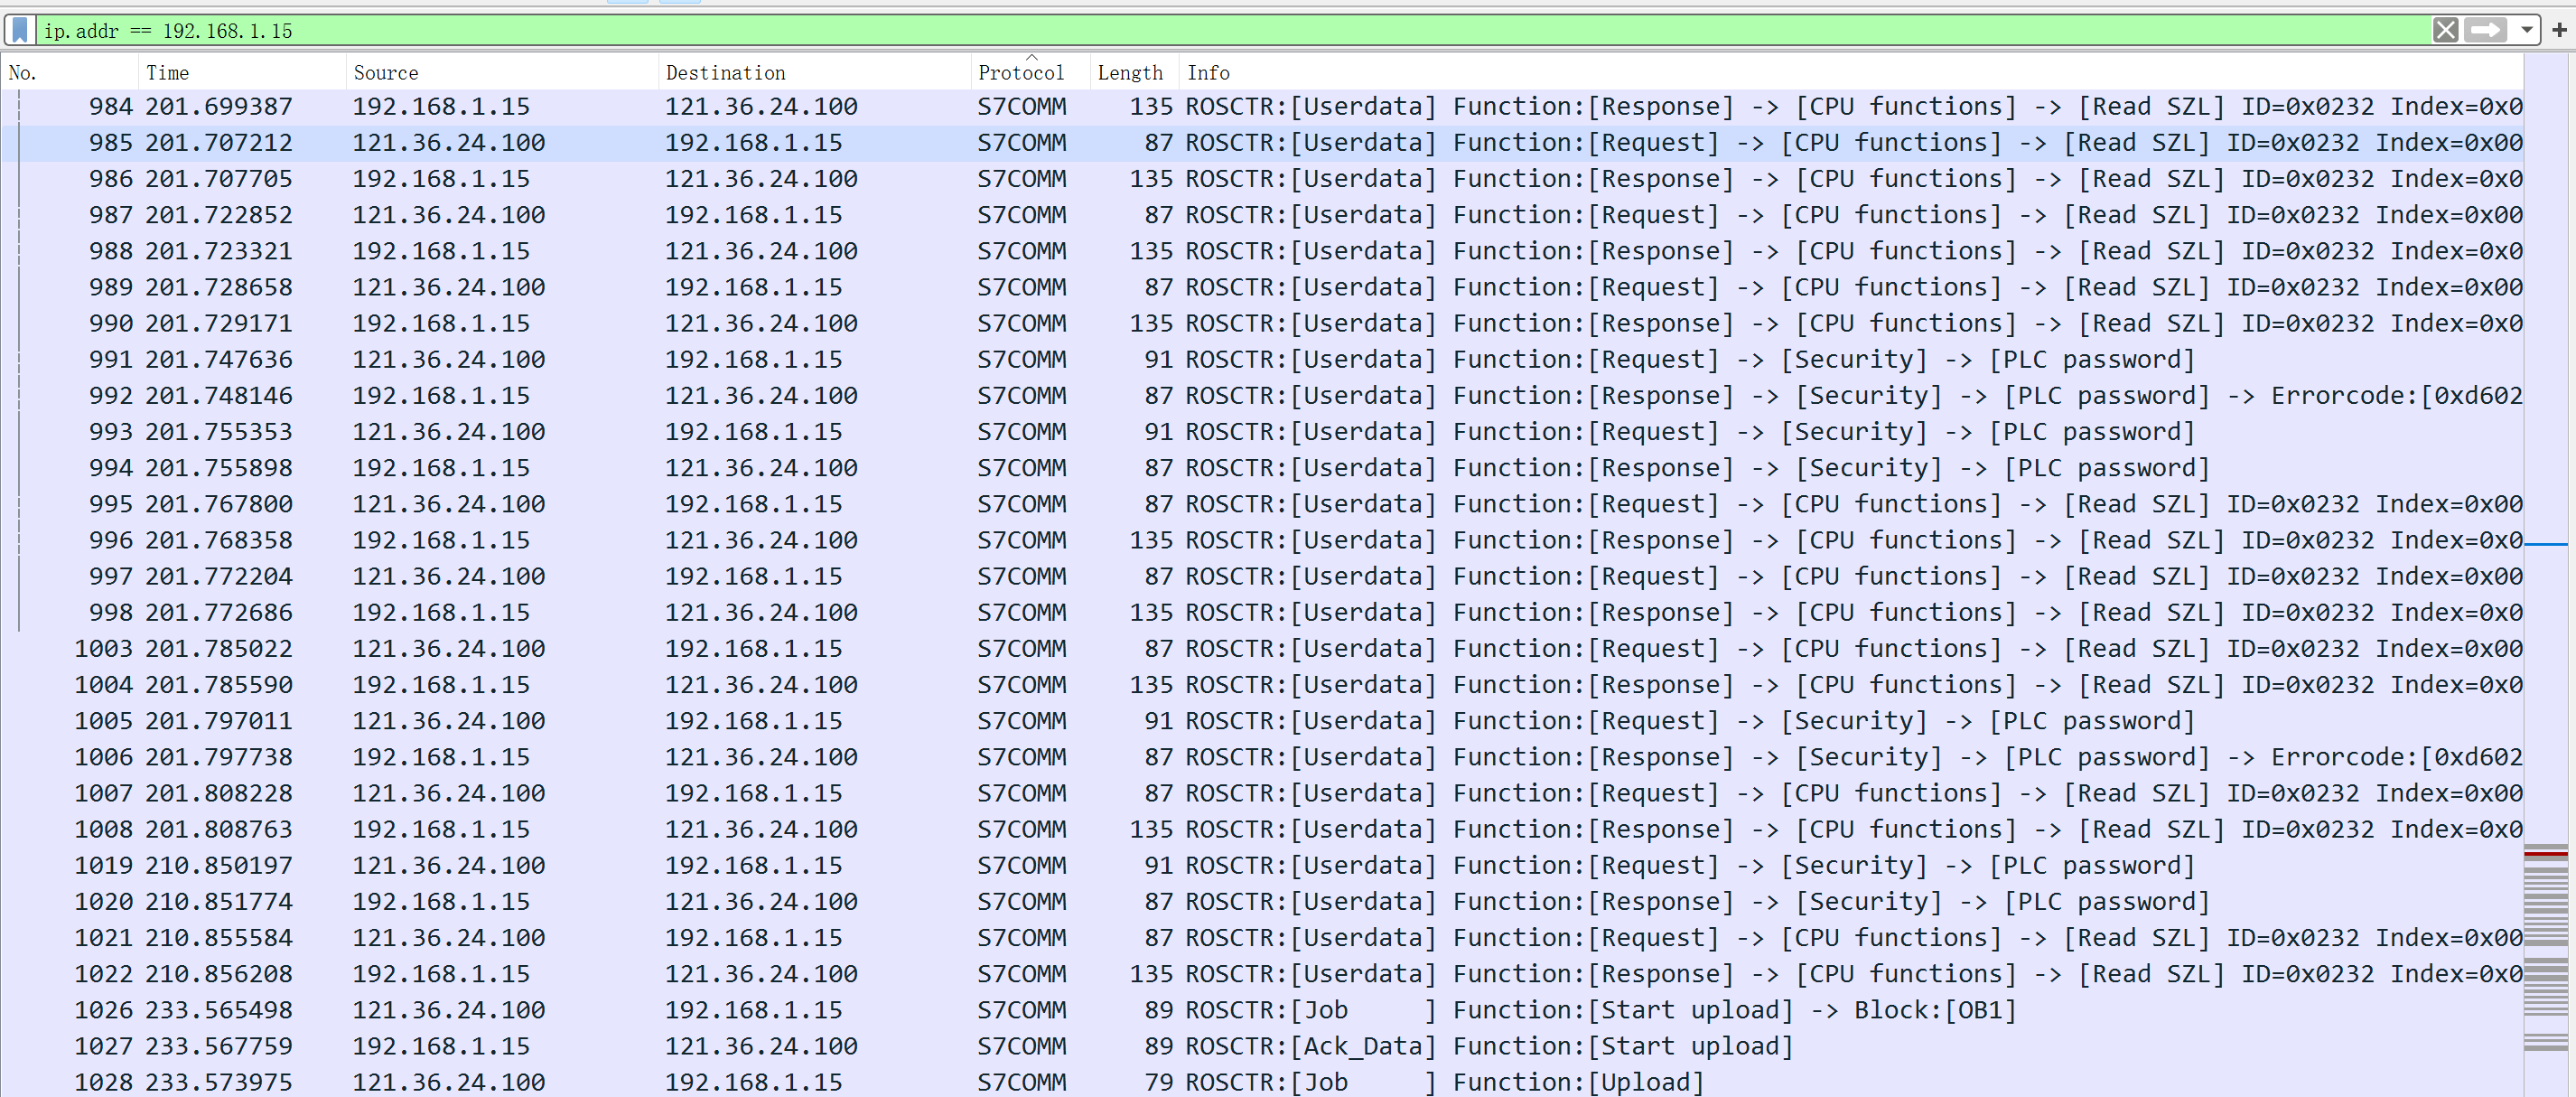 ip.addr == 192.168.1.15
No. Time Source Destination Protocol Length Info
984 201.699387 192.168.1.15 121.36.24.100 S7COMM 135 ROSCTR:[Userdata] Function:[Response] -> [CPU functions] -> [Read SZL] ID=0x0232 Index=0x0
985 201.707212 121.36.24.100 192.168.1.15 S7COMM 87 ROSCTR:[Userdata] Function:[Request] -> [CPU functions] -> [Read SZL] ID=0x0232 Index=0x00
986 201.707705 192.168.1.15 121.36.24.100 S7COMM 135 ROSCTR:[Userdata] Function:[Response] -> [CPU functions] -> [Read SZL] ID=0x0232 Index=0x0
987 201.722852 121.36.24.100 192.168.1.15 S7COMM 87 ROSCTR:[Userdata] Function:[Request] -> [CPU functions] -> [Read SZL] ID=0x0232 Index=0x00
988 201.723321 192.168.1.15 121.36.24.100 S7COMM 135 ROSCTR:[Userdata] Function:[Response] -> [CPU functions] -> [Read SZL] ID=0x0232 Index=0x0
989 201.728658 121.36.24.100 192.168.1.15 S7COMM 87 ROSCTR:[Userdata] Function:[Request] -> [CPU functions] -> [Read SZL] ID=0x0232 Index=0x00
990 201.729171 192.168.1.15 121.36.24.100 S7COMM 135 ROSCTR:[Userdata] Function:[Response] -> [CPU functions] -> [Read SZL] ID=0x0232 Index=0x0
991 201.747636 121.36.24.100 192.168.1.15 S7COMM 91 ROSCTR:[Userdata] Function:[Request] -> [Security] -> [PLC password]
992 201.748146 192.168.1.15 121.36.24.100 S7COMM 87 ROSCTR:[Userdata] Function:[Response] -> [Security] -> [PLC password] -> Errorcode:[0xd602
993 201.755353 121.36.24.100 192.168.1.15 S7COMM 91 ROSCTR:[Userdata] Function:[Request] -> [Security] -> [PLC password]
994 201.755898 192.168.1.15 121.36.24.100 S7COMM 87 ROSCTR:[Userdata] Function:[Response] -> [Security] -> [PLC password]
995 201.767800 121.36.24.100 192.168.1.15 S7COMM 87 ROSCTR:[Userdata] Function:[Request] -> [CPU functions] -> [Read SZL] ID=0x0232 Index=0x00
996 201.768358 192.168.1.15 121.36.24.100 S7COMM 135 ROSCTR:[Userdata] Function:[Response] -> [CPU functions] -> [Read SZL] ID=0x0232 Index=0x0
997 201.772204 121.36.24.100 192.168.1.15 S7COMM 87 ROSCTR:[Userdata] Function:[Request] -> [CPU functions] -> [Read SZL] ID=0x0232 Index=0x00
998 201.772686 192.168.1.15 121.36.24.100 S7COMM 135 ROSCTR:[Userdata] Function:[Response] -> [CPU functions] -> [Read SZL] ID=0x0232 Index=0x0
1003 201.785022 121.36.24.100 192.168.1.15 S7COMM 87 ROSCTR:[Userdata] Function:[Request] -> [CPU functions] -> [Read SZL] ID=0x0232 Index=0x00
1004 201.785590 192.168.1.15 121.36.24.100 S7COMM 135 ROSCTR:[Userdata] Function:[Response] -> [CPU functions] -> [Read SZL] ID=0x0232 Index=0x0
1005 201.797011 121.36.24.100 192.168.1.15 S7COMM 91 ROSCTR:[Userdata] Function:[Request] -> [Security] -> [PLC password]
1006 201.797738 192.168.1.15 121.36.24.100 S7COMM 87 ROSCTR:[Userdata] Function:[Response] -> [Security] -> [PLC password] -> Errorcode:[0xd602
1007 201.808228 121.36.24.100 192.168.1.15 S7COMM 87 ROSCTR:[Userdata] Function:[Request] -> [CPU functions] -> [Read SZL] ID=0x0232 Index=0x00
1008 201.808763 192.168.1.15 121.36.24.100 S7COMM 135 ROSCTR:[Userdata] Function:[Response] -> [CPU functions] -> [Read SZL] ID=0x0232 Index=0x0
1019 210.850197 121.36.24.100 192.168.1.15 S7COMM 91 ROSCTR:[Userdata] Function:[Request] -> [Security] -> [PLC password]
1020 210.851774 192.168.1.15 121.36.24.100 S7COMM 87 ROSCTR:[Userdata] Function:[Response] -> [Security] -> [PLC password]
1021 210.855584 121.36.24.100 192.168.1.15 S7COMM 87 ROSCTR:[Userdata] Function:[Request] -> [CPU functions] -> [Read SZL] ID=0x0232 Index=0x00
1022 210.856208 192.168.1.15 121.36.24.100 S7COMM 135 ROSCTR:[Userdata] Function:[Response] -> [CPU functions] -> [Read SZL] ID=0x0232 Index=0x0
1026 233.565498 121.36.24.100 192.168.1.15 S7COMM 89 ROSCTR:[Job     ] Function:[Start upload] -> Block:[OB1]
1027 233.567759 192.168.1.15 121.36.24.100 S7COMM 89 ROSCTR:[Ack_Data] Function:[Start upload]
1028 233.573975 121.36.24.100 192.168.1.15 S7COMM 79 ROSCTR:[Job     ] Function:[Upload]